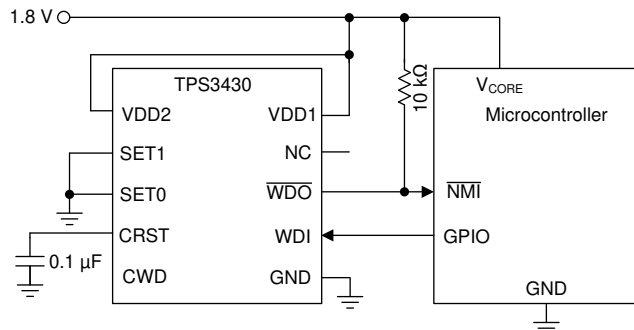 1.8 V
TPS3430
VDD2
VDD1
SET1
NC
SET0
WDO
CRST
WDI
CWD
GND
0.1 µF
10 kΩ
VCORE
Microcontroller
NMI
GPIO
GND